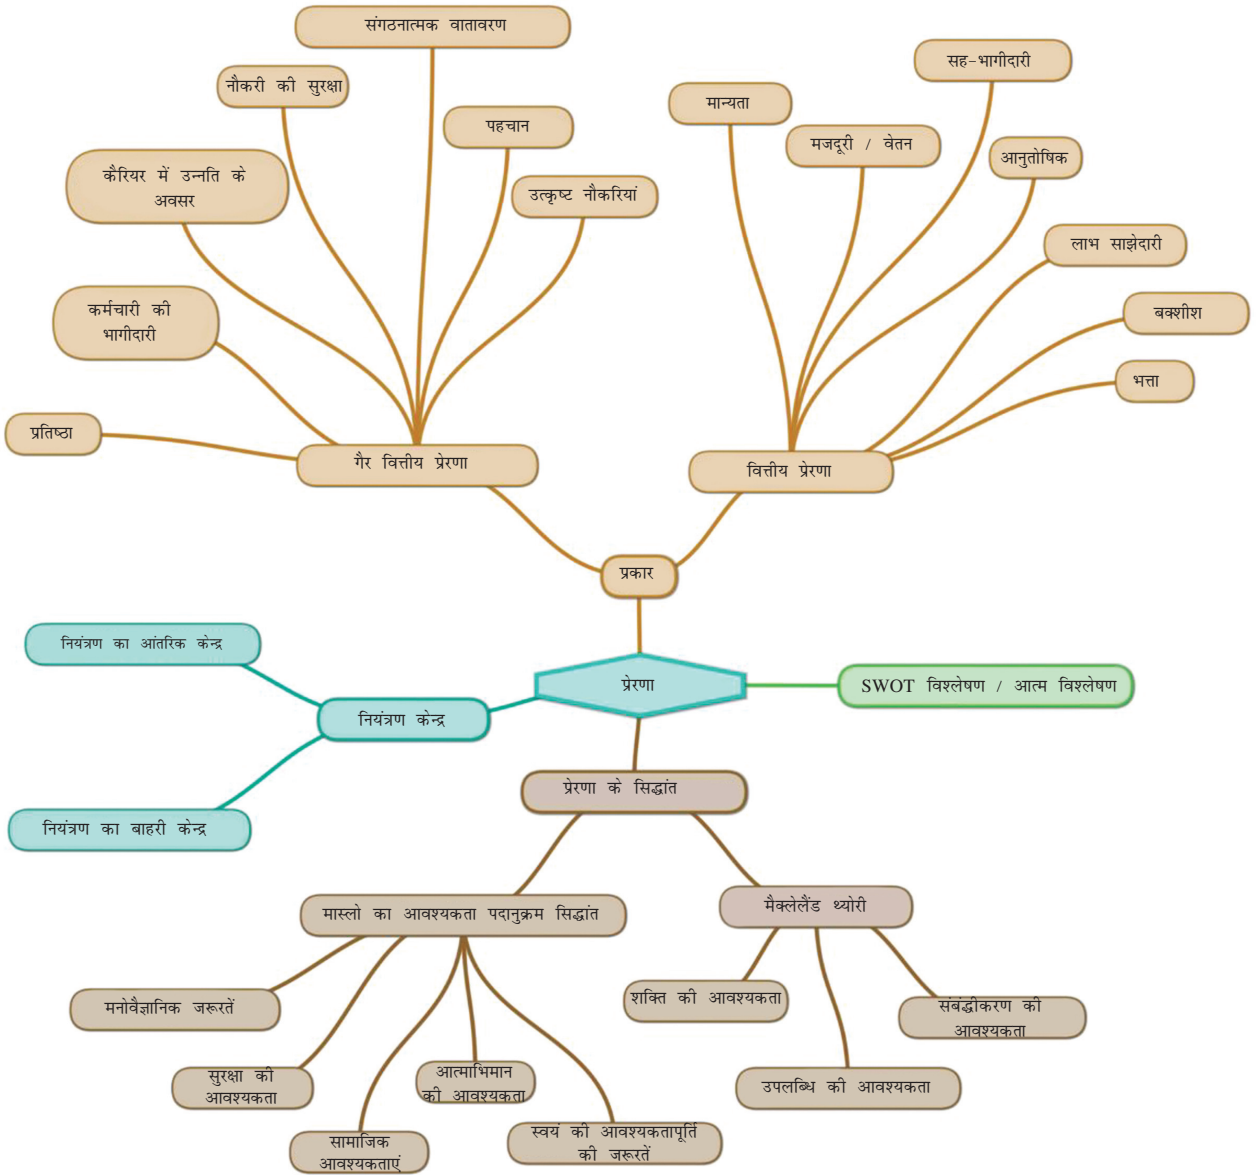 संगठनात्मक वातावरण
सह-भागीदारी
नौकरी की सुरक्षा
मान्यता
पहचान
मजदूरी / वेतन
आनुतोषिक
कैरियर में उन्नति के
अवसर
उत्कृष्ट नौकरियां
लाभ साझेदारी
कर्मचारी की
भागीदारी
बक्शीश
भत्ता
प्रतिष्ठा
गैर वित्तीय प्रेरणा
वित्तीय प्रेरणा
प्रकार
नियंत्रण का आंतरिक केन्द्र
प्रेरणा
SWOT विश्लेषण / आत्म विश्लेषण
नियंत्रण केन्द्र
प्रेरणा के सिद्धांत
नियंत्रण का बाहरी केन्द्र
मास्लो का आवश्यकता पदानुक्रम सिद्धांत
मैक्लेलैंड थ्योरी
मनोवैज्ञानिक जरूरतें
शक्ति की आवश्यकता
संबंद्धीकरण की
आवश्यकता
सुरक्षा की
आवश्यकता
आत्माभिमान
की आवश्यकता
उपलब्धि की आवश्यकता
सामाजिक
आवश्यकताएं
स्वयं की आवश्यकतापूर्ति
की जरूरतें